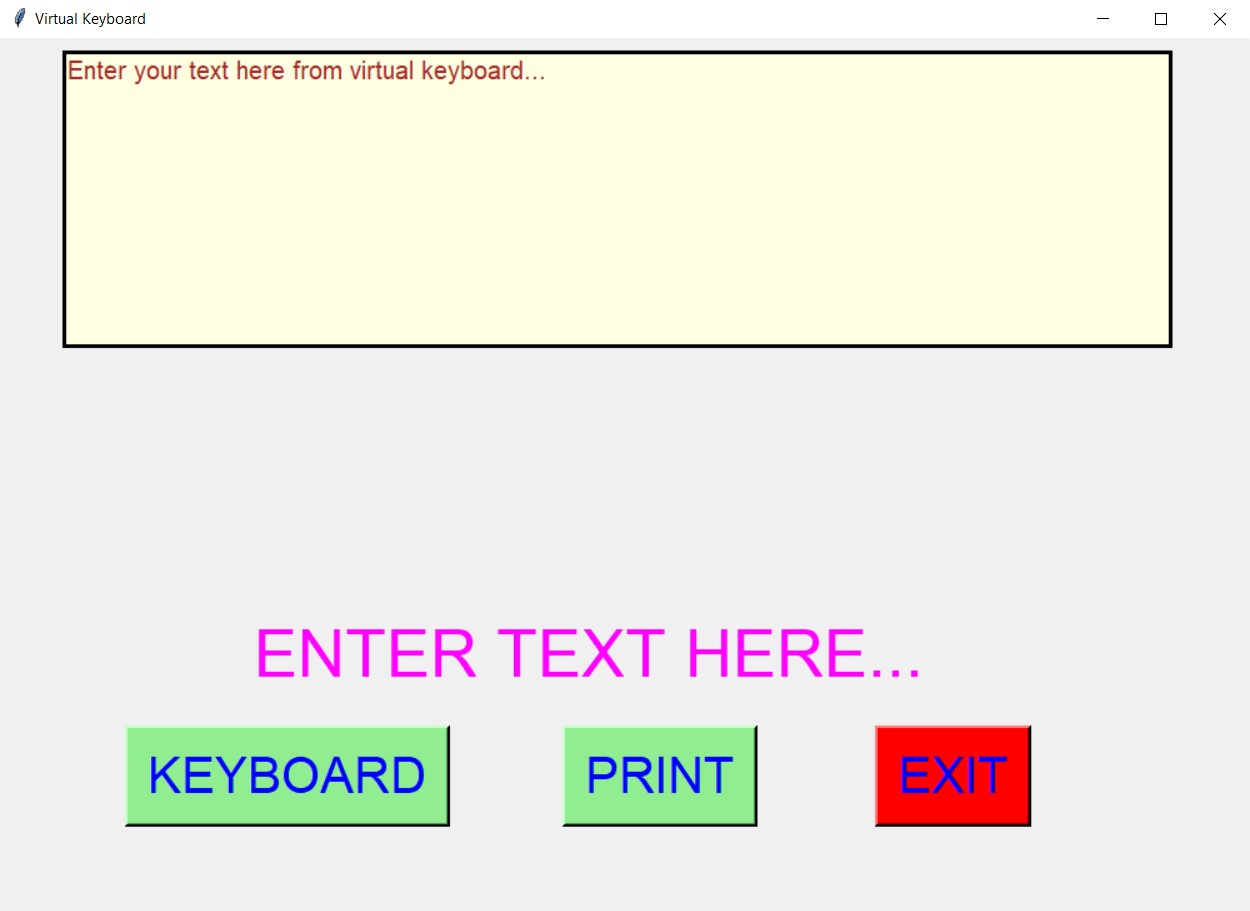 Virtual Keyboard
Enter your text here from virtual keyboard...
ENTER TEXT HERE...
KEYBOARD PRINT EXIT